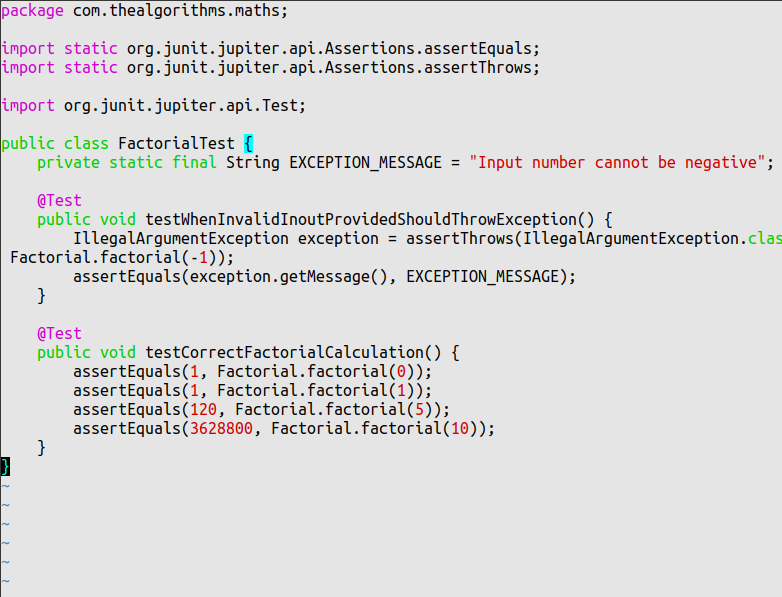 package com.thealgorithms.maths;
import static org.junit.jupiter.api.Assertions.assertEquals;
import static org.junit.jupiter.api.Assertions.assertThrows;
import org.junit.jupiter.api.Test;
public class FactorialTest {
private static final String EXCEPTION_MESSAGE = "Input number cannot be negative";
@Test
public void testWhenInvalidInoutProvidedShouldThrowException() {
IllegalArgumentException exception = assertThrows(IllegalArgumentException.clas
Factorial.factorial(-1));
assertEquals(exception.getMessage(), EXCEPTION_MESSAGE);
}
@Test
public void testCorrectFactorialCalculation() {
assertEquals(1, Factorial.factorial(0));
assertEquals(1, Factorial.factorial(1));
assertEquals(120, Factorial.factorial(5));
assertEquals(3628800, Factorial.factorial(10));
}
}
~
~
~
~
~
~